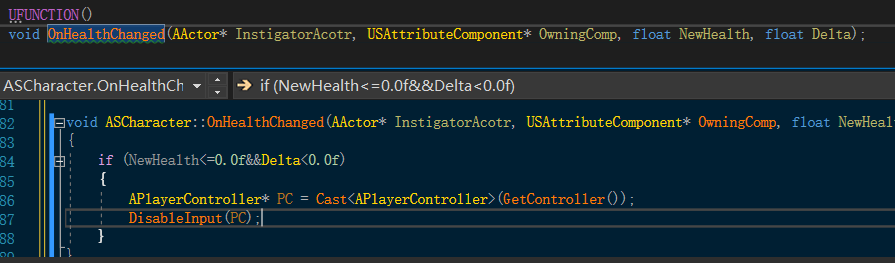 UFUNCTION()
void OnHealthChanged(AActor* InstigatorAcotr, USAttributeComponent* OwningComp, float NewHealth, float Delta);
ASCharacter.OnHealthCh
if (NewHealth<=0.0f&&Delta<0.0f)
81
82 void ASCharacter::OnHealthChanged(AActor* InstigatorAcotr, USAttributeComponent* OwningComp, float NewHeal
83 {
84 if (NewHealth<=0.0f&&Delta<0.0f)
85 {
86 APlayerController* PC = Cast<APlayerController>(GetController());
87 DisableInput(PC);
88 }
89 }